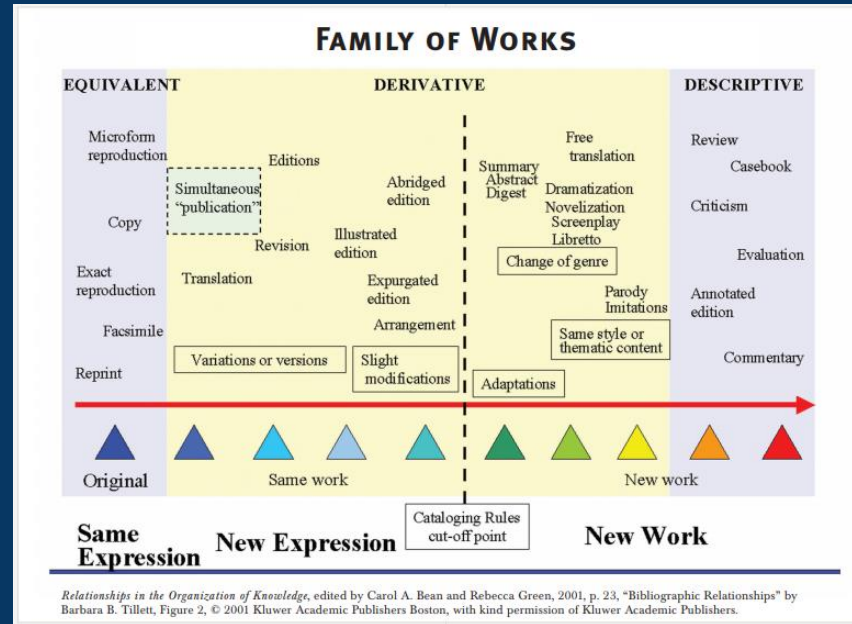 FAMILY OF WORKS
EQUIVALENT
DERIVATIVE
DESCRIPTIVE
Microform
reproduction
Copy
Exact
reproduction
Facsimile
Reprint
Simultaneous
“publication”
Editions
Revision
Translation
Abridged
edition
Illustrated
edition
Expurgated
edition
Arrangement
Variations or versions
Slight
modifications
Free
translation
Summary
Abstract
Digest
Dramatization
Novelization
Screenplay
Libretto
Change of genre
Parody
Imitations
Same style or
thematic content
Adaptations
Review
Casebook
Criticism
Evaluation
Annotated
edition
Commentary
Original
Same work
New work
Same
Expression
New Expression
Cataloging Rules
cut-off point
New Work
Relationships in the Organization of Knowledge, edited by Carol A. Bean and Rebecca Green, 2001, p. 23, “Bibliographic Relationships” by
Barbara B. Tillett, Figure 2, © 2001 Kluwer Academic Publishers Boston, with kind permission of Kluwer Academic Publishers.